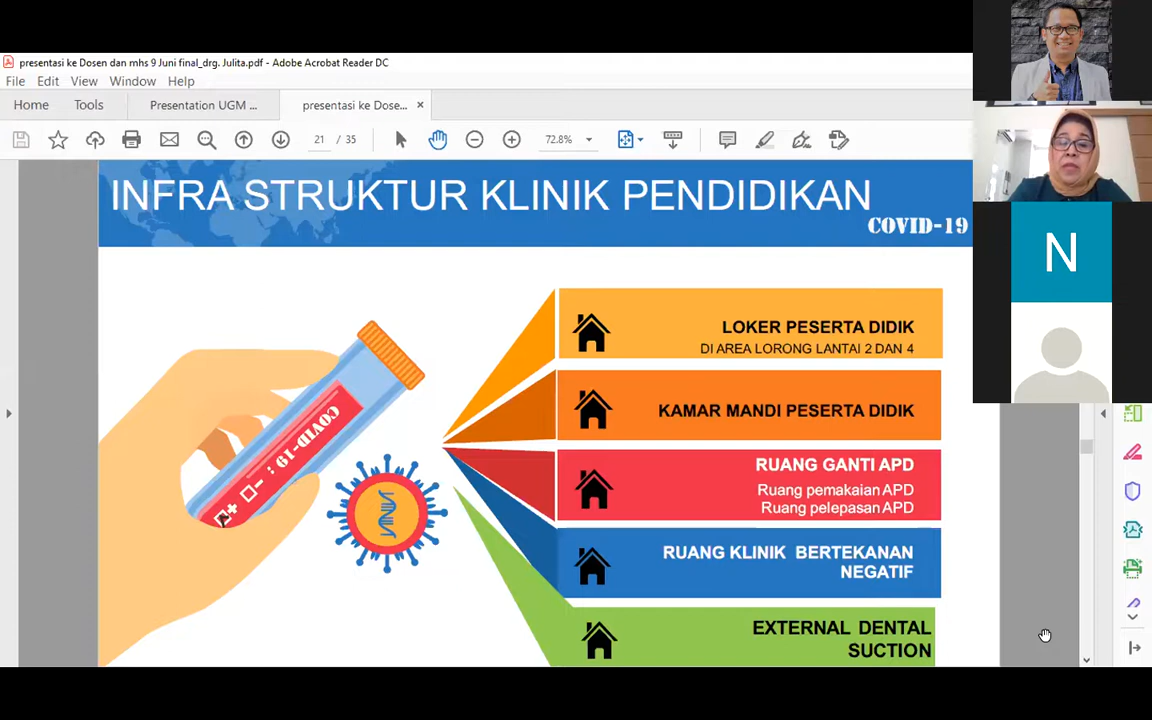 presentasi ke Dosen dan mhs 9 Juni final_drg. Julita.pdf - Adobe Acrobat Reader DC
File Edit View Window Help
Home Tools Presentation UGM ... presentasi ke Dose... ×
21 / 35 72.8%
INFRA STRUKTUR KLINIK PENDIDIKAN
COVID-19
N
LOKER PESERTA DIDIK
DI AREA LORONG LANTAI 2 DAN 4
KAMAR MANDI PESERTA DIDIK
COVID-19 :
RUANG GANTI APD
Ruang pemakaian APD
Ruang pelepasan APD
RUANG KLINIK BERTEKANAN
NEGATIF
EXTERNAL DENTAL
SUCTION